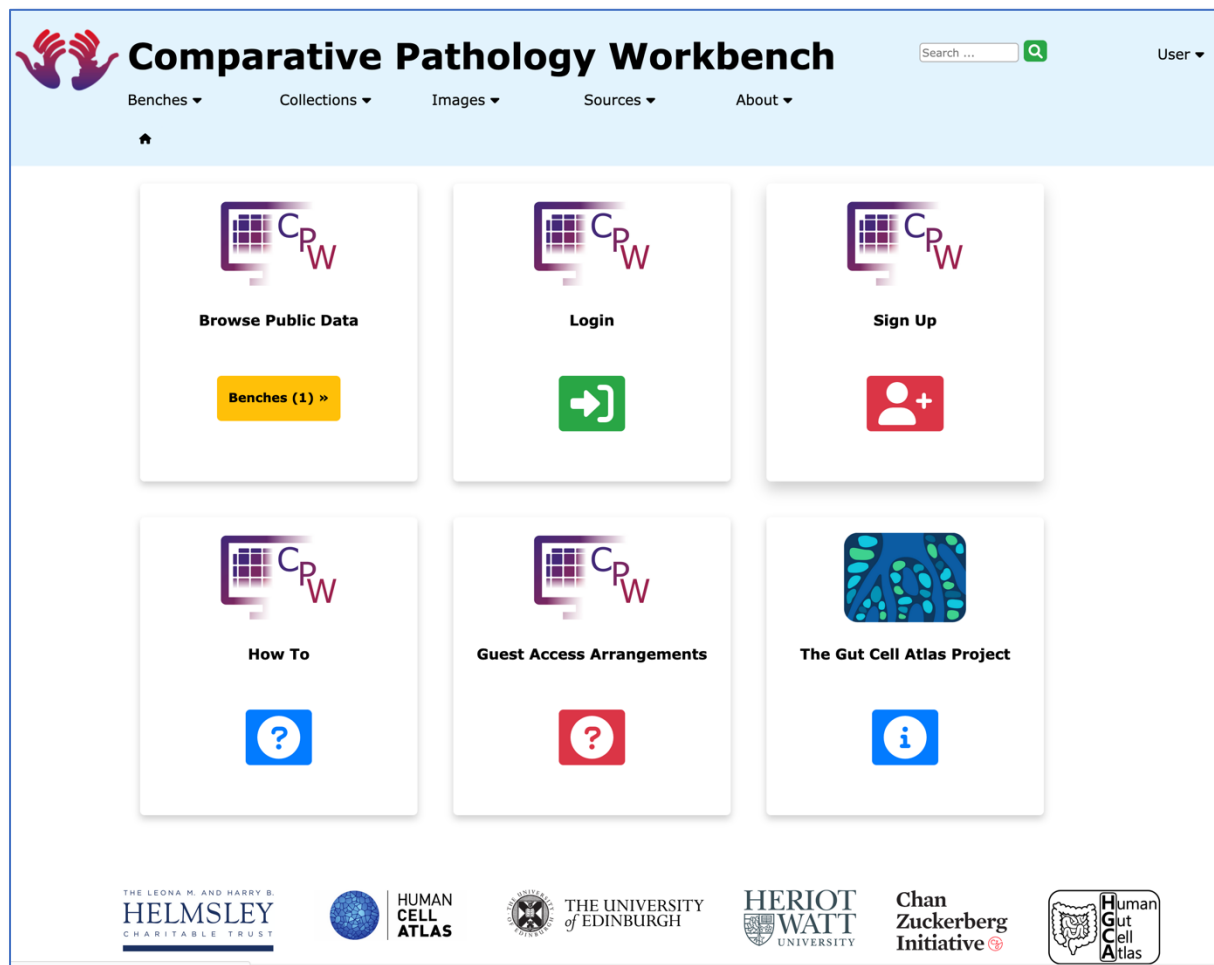 Comparative Pathology Workbench
Search ...
User
Benches
Collections
Images
Sources
About
CPW
Browse Public Data
Benches (1) »
CPW
Login
CPW
Sign Up
CPW
How To
?
CPW
Guest Access Arrangements
?
The Gut Cell Atlas Project
i
THE LEONA M. AND HARRY B.
HELMSLEY
CHARITABLE TRUST
HUMAN
CELL
ATLAS
THE UNIVERSITY
of EDINBURGH
HERIOT
WATT
UNIVERSITY
Chan
Zuckerberg
Initiative
Human
Gut
Cell
Atlas